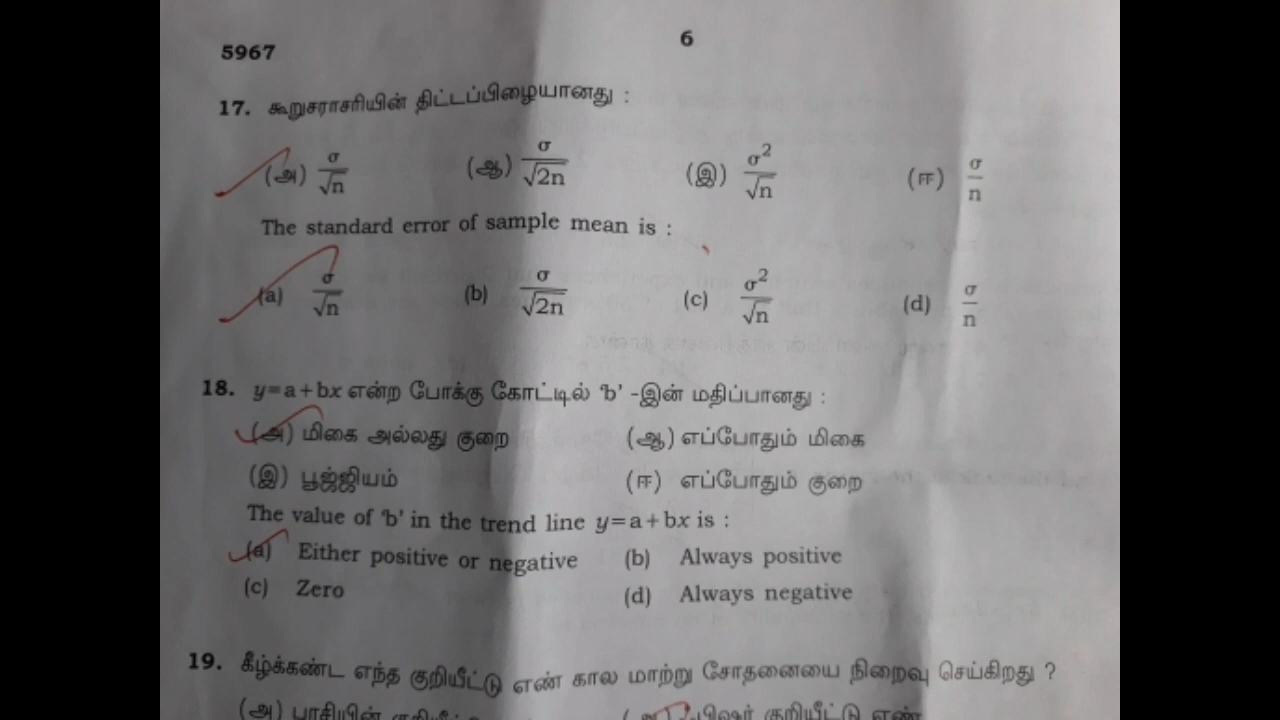 5967
6
17. கூறுசராசரியின் திட்டப்பிழையானது :
(அ) σ/√n (ஆ) σ/√2n (இ) σ²/√n (ஈ) σ/n
The standard error of sample mean is :
(a) σ/√n (b) σ/√2n (c) σ²/√n (d) σ/n
18. y=a+bx என்ற போக்கு கோட்டில் ‘b’ -இன் மதிப்பானது :
(அ) மிகை அல்லது குறை (ஆ) எப்போதும் மிகை
(இ) பூஜ்ஜியம் (ஈ) எப்போதும் குறை
The value of ‘b’ in the trend line y=a+bx is :
(a) Either positive or negative (b) Always positive
(c) Zero (d) Always negative
19. கீழ்க்கண்ட எந்த குறியீட்டு எண் கால மாற்று சோதனையை நிறைவு செய்கிறது ?
(அ) பாசியின் குறியீட்டு எண்